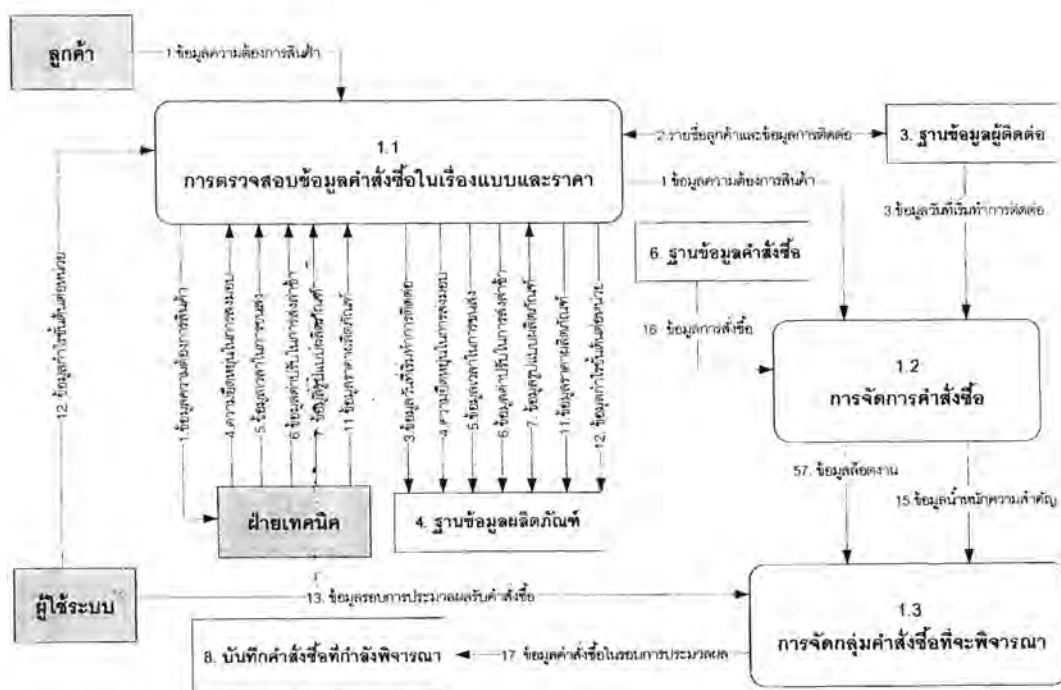 ลูกค้า
1.ข้อมูลความต้องการสินค้า
1.1
การตรวจสอบข้อมูลคำสั่งซื้อในเรื่องแบบและราคา
2.รายชื่อลูกค้าและข้อมูลการติดต่อ
3. ฐานข้อมูลผู้ติดต่อ
1.ข้อมูลความต้องการสินค้า
3.ข้อมูลวันที่เริ่มทำการติดต่อ
6. ฐานข้อมูลคำสั่งซื้อ
16 ข้อมูลการสั่งซื้อ
1.2
การจัดการคำสั่งซื้อ
12. ข้อมูลกำไรขั้นต้นต่อหน่วย
1.ข้อมูลความต้องการสินค้า
4.ความยืดหยุ่นในการส่งมอบ
5.ข้อมูลเวลาในการขนส่ง
6 ข้อมูลค่าปรับในการส่งล่าช้า
7. ข้อมูลรูปแบบผลิตภัณฑ์
11 ข้อมูลราคาผลิตภัณฑ์
3.ข้อมูลวันที่เริ่มทำการติดต่อ
4.ความยืดหยุ่นในการส่งมอบ
5.ข้อมูลเวลาในการขนส่ง
6.ข้อมูลค่าปรับในการส่งล่าช้า
7. ข้อมูลรูปแบบผลิตภัณฑ์
11.ข้อมูลราคาผลิตภัณฑ์
12. ข้อมูลกำไรขั้นต้นต่อหน่วย
ฝ่ายเทคนิค
4. ฐานข้อมูลผลิตภัณฑ์
57. ข้อมูลล๊อตงาน
15.ข้อมูลน้ำหนักความสำคัญ
ผู้ใช้ระบบ
13. ข้อมูลรอบการประมาลผลรับคำสั่งซื้อ
1.3
การจัดกลุ่มคำสั่งซื้อที่จะพิจารณา
8. บันทึกคำสั่งซื้อที่กำลังพิจารณา
17. ข้อมูลคำสั่งซื้อในรอบการประมวลผล